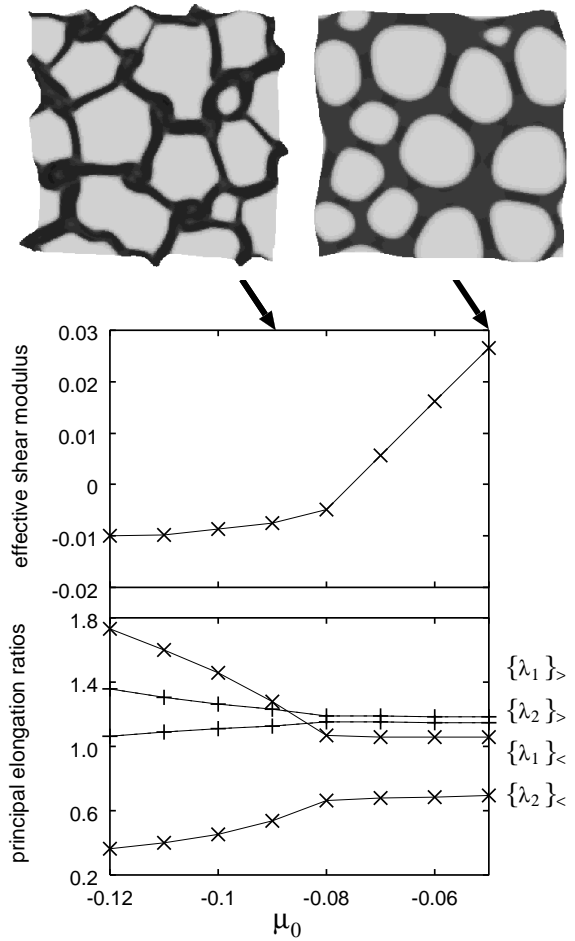 0.03
0.02
0.01
0
-0.01
-0.02
effective shear modulus
1.8
1.4
1.0
0.6
0.2
principal elongation ratios
{λ₁}>
{λ₂}>
{λ₁}<
{λ₂}<
-0.12
-0.1
-0.08
-0.06
μ₀